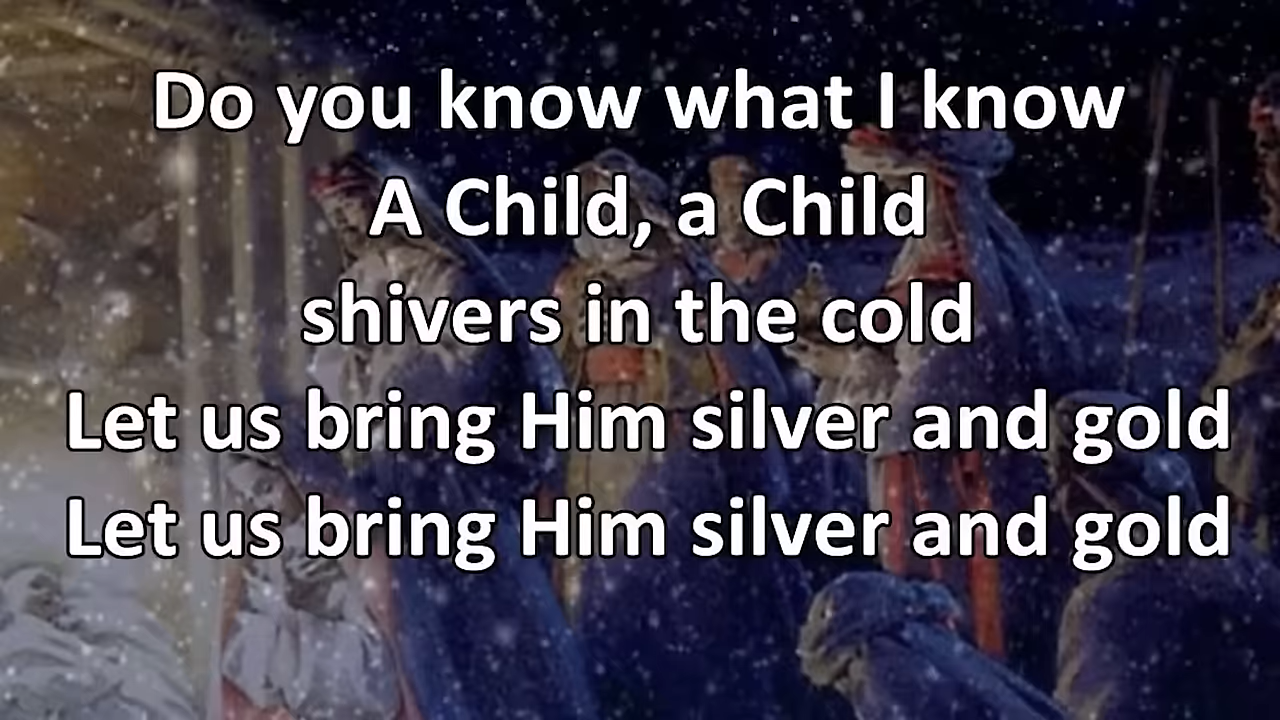 Do you know what I know
A Child, a Child
shivers in the cold
Let us bring Him silver and gold
Let us bring Him silver and gold